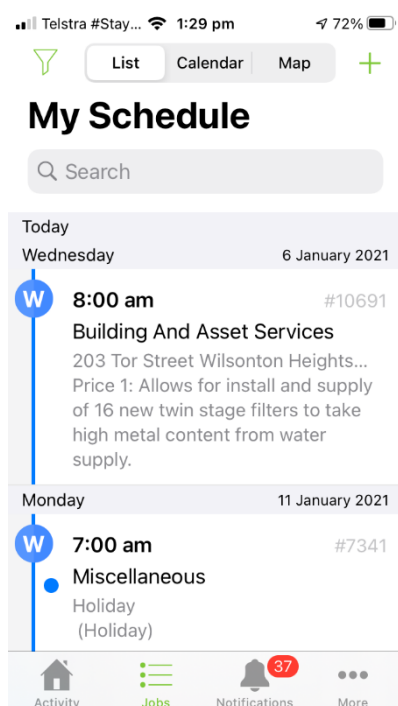 Telstra #Stay... 1:29 pm 72%
List Calendar Map
My Schedule
Search
Today
Wednesday 6 January 2021
W 8:00 am #10691
Building And Asset Services
203 Tor Street Wilsonton Heights...
Price 1: Allows for install and supply
of 16 new twin stage filters to take
high metal content from water
supply.
Monday 11 January 2021
W 7:00 am #7341
Miscellaneous
Holiday
(Holiday)
37
Activity Jobs Notifications More